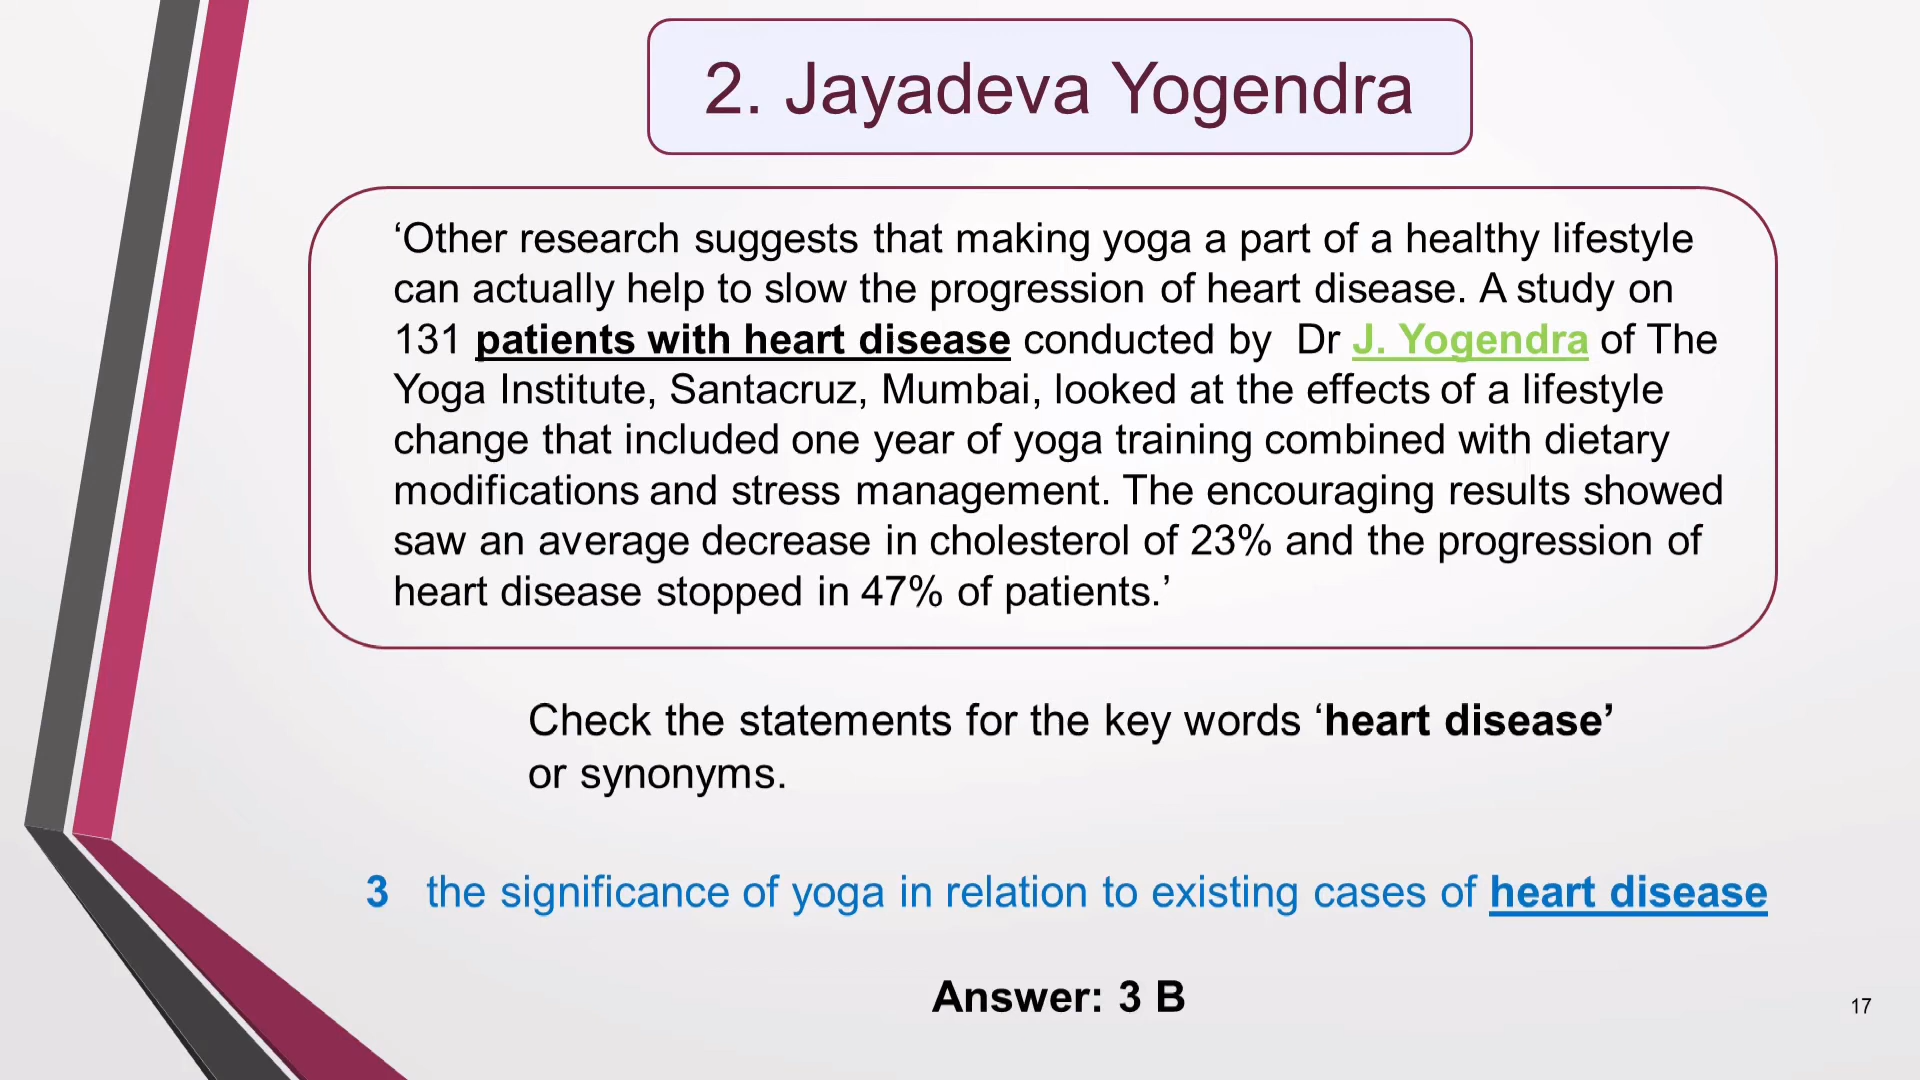 2. Jayadeva Yogendra
‘Other research suggests that making yoga a part of a healthy lifestyle
can actually help to slow the progression of heart disease. A study on
131 patients with heart disease conducted by Dr J. Yogendra of The
Yoga Institute, Santacruz, Mumbai, looked at the effects of a lifestyle
change that included one year of yoga training combined with dietary
modifications and stress management. The encouraging results showed
saw an average decrease in cholesterol of 23% and the progression of
heart disease stopped in 47% of patients.’
Check the statements for the key words ‘heart disease’
or synonyms.
3 the significance of yoga in relation to existing cases of heart disease
Answer: 3 B
17